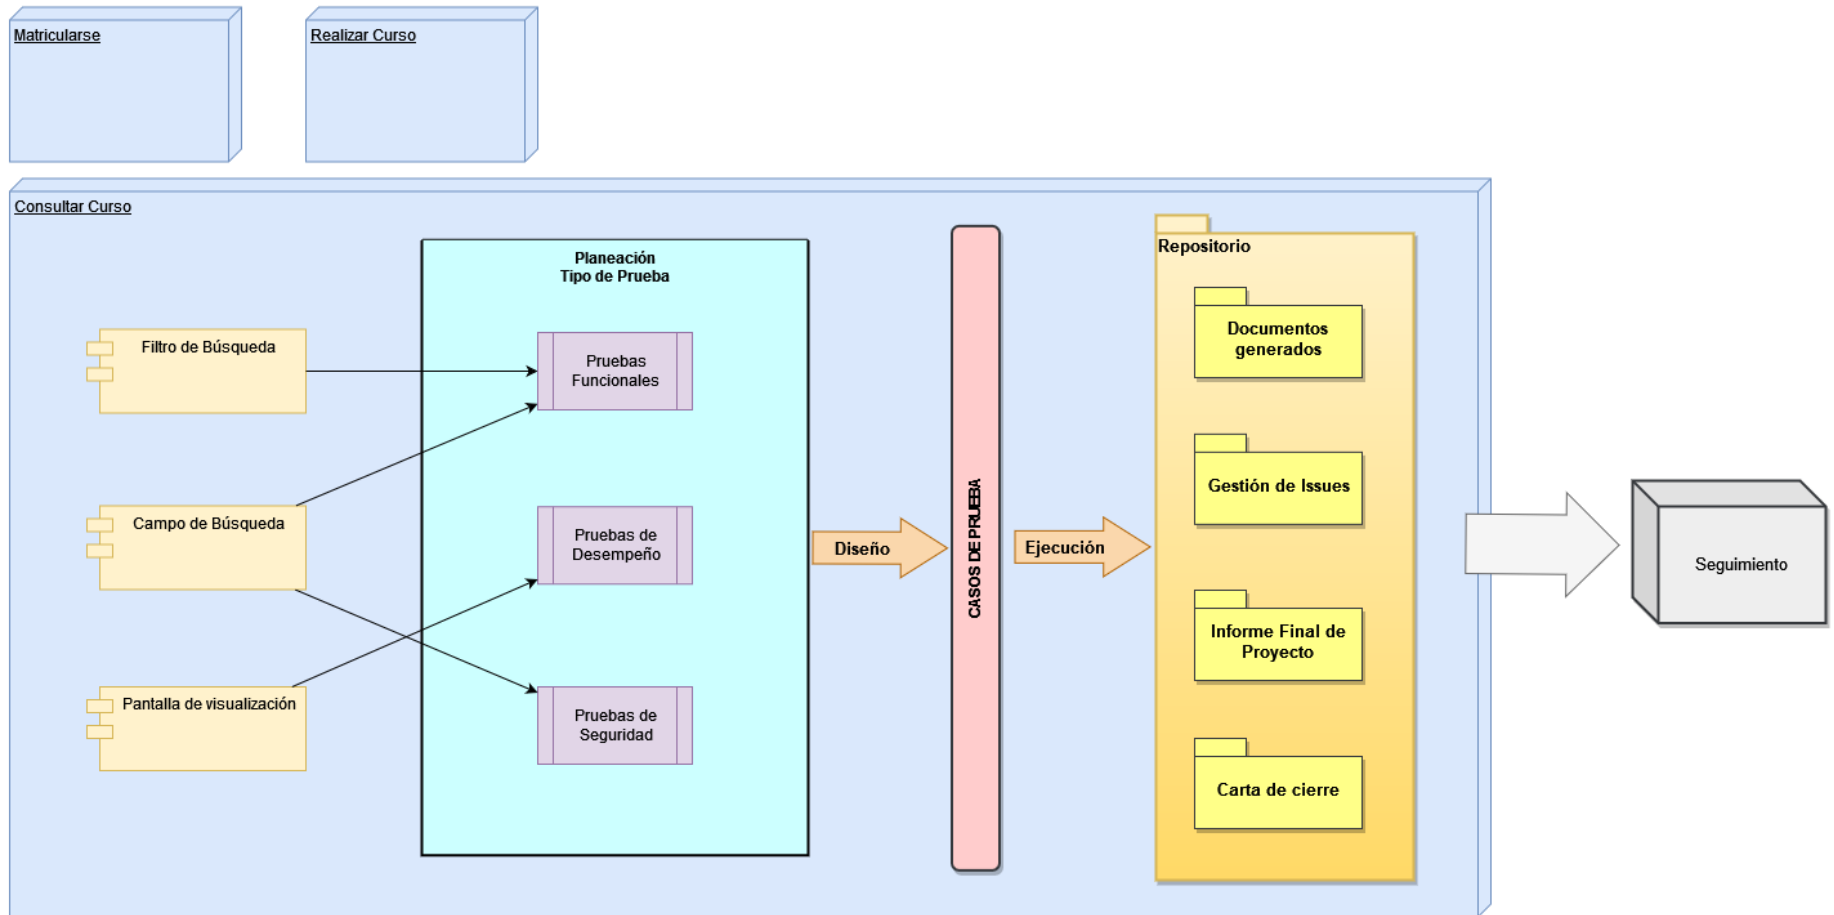 Matricularse
Realizar Curso
Consultar Curso
Planeación
Tipo de Prueba
Filtro de Búsqueda
Campo de Búsqueda
Pantalla de visualización
Pruebas
Funcionales
Pruebas de
Desempeño
Pruebas de
Seguridad
Diseño
CASOS DE PRUEBA
Ejecución
Repositorio
Documentos
generados
Gestión de Issues
Informe Final de
Proyecto
Carta de cierre
Seguimiento